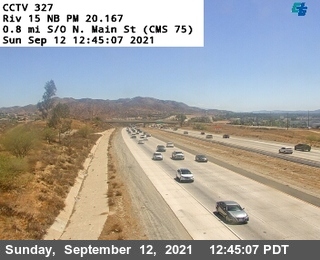 CCTV 327
Riv 15 NB PM 20.167
0.8 mi S/O N. Main St (CMS 75)
Sun Sep 12 12:45:07 2021
Sunday, September 12, 2021 12:45:07 PDT